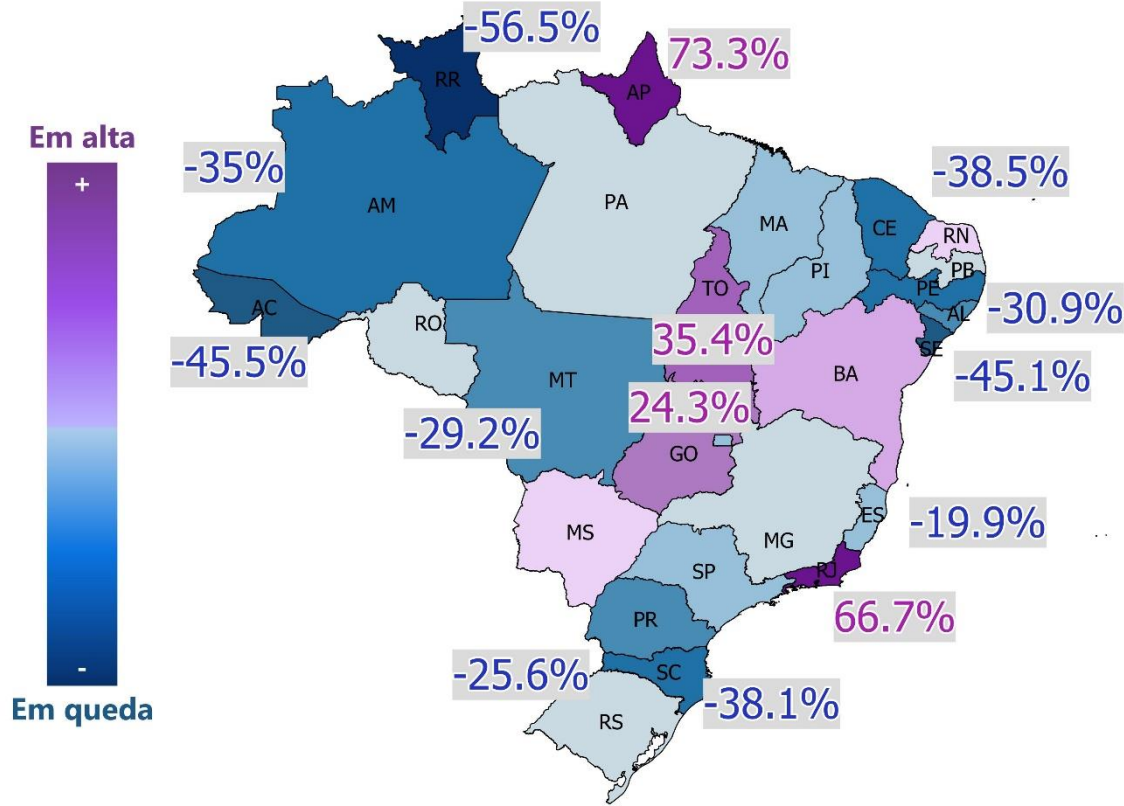 -56.5%
73.3%
RR
AP
Em alta
+
-35%
-38.5%
AM
PA
MA
CE
RN
PI
PB
TO
PE
AC
AL
-30.9%
RO
35.4%
SE
-45.5%
MT
BA
-45.1%
24.3%
-29.2%
GO
ES
-19.9%
MS
MG
SP
RJ
66.7%
PR
-
-25.6%
SC
Em queda
-38.1%
RS